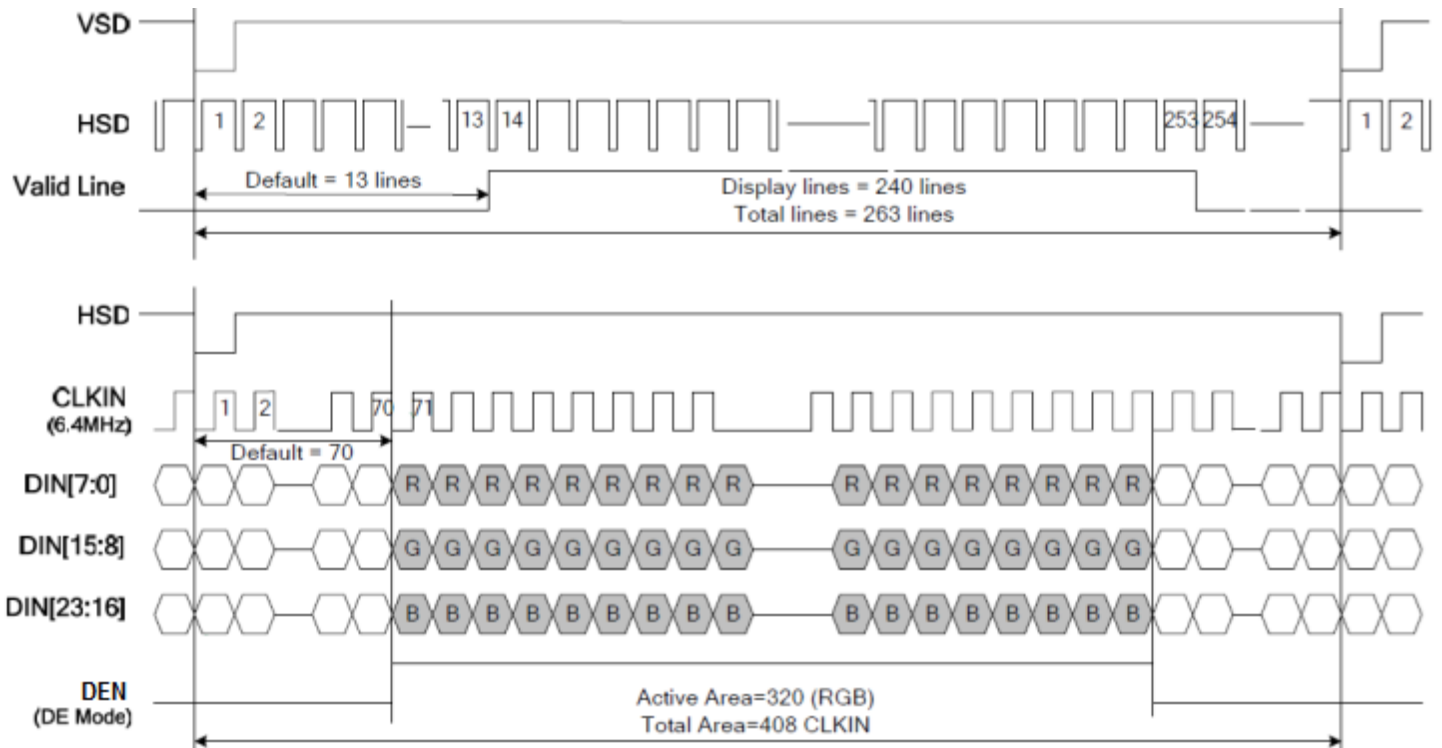 VSD
HSD 1 2 13 14 253 254 1 2
Valid Line
Default = 13 lines
Display lines = 240 lines
Total lines = 263 lines
HSD
CLKIN 1 2 70 71
(6.4MHz)
Default = 70
DIN[7:0] R R R R R R R R R R R R R R R R R
DIN[15:8] G G G G G G G G G G G G G G G G G
DIN[23:16] B B B B B B B B B B B B B B B B B
DEN
(DE Mode)
Active Area=320 (RGB)
Total Area=408 CLKIN